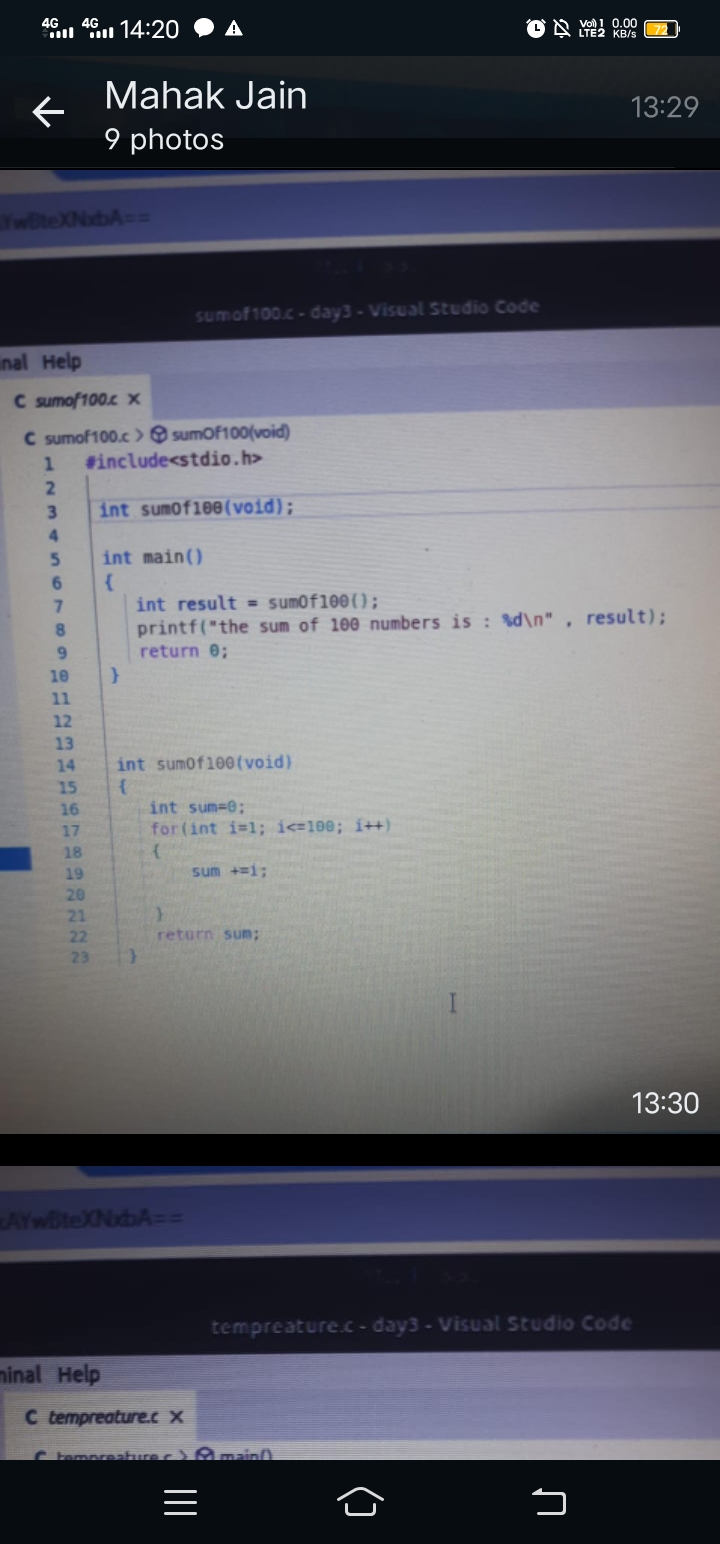 4G 4G 14:20 Vo) 1 LTE2 0.00 KB/s 72
Mahak Jain
13:29
9 photos
YwBteXNxbA==
sumof100.c - day3 - Visual Studio Code
nal Help
C sumof100.c X
C sumof100.c > sumOf100(void)
1 #include<stdio.h>
2
3 int sumOf100(void);
4
5 int main()
6 {
7 int result = sumOf100();
8 printf("the sum of 100 numbers is : %d\n" , result);
9 return 0;
10 }
11
12
13
14 int sumOf100(void)
15 {
16 int sum=0;
17 for(int i=1; i<=100; i++)
18 {
19 sum +=i;
20
21 }
22 return sum;
23 }
13:30
AYwBteXNxbA==
tempreature.c - day3 - Visual Studio Code
minal Help
C tempreature.c X
C tempreature.c > main()